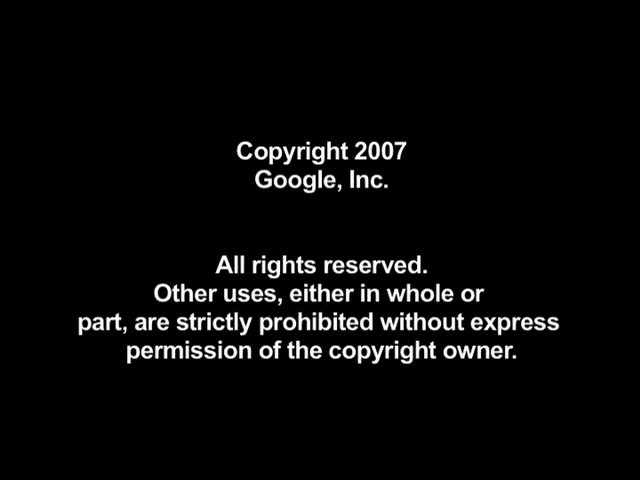 Copyright 2007
Google, Inc.
All rights reserved.
Other uses, either in whole or
part, are strictly prohibited without express
permission of the copyright owner.